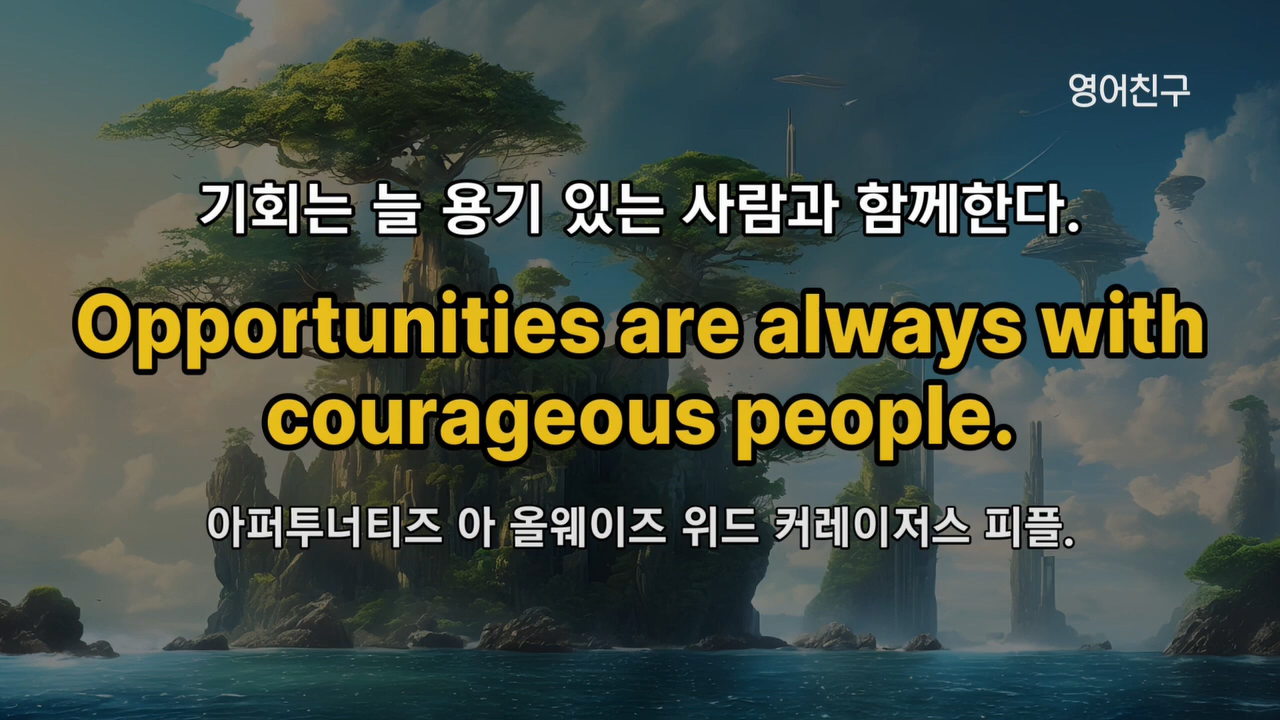 영어친구
기회는 늘 용기 있는 사람과 함께한다.
Opportunities are always with
courageous people.
아퍼투너티즈 아 올웨이즈 위드 커레이저스 피플.